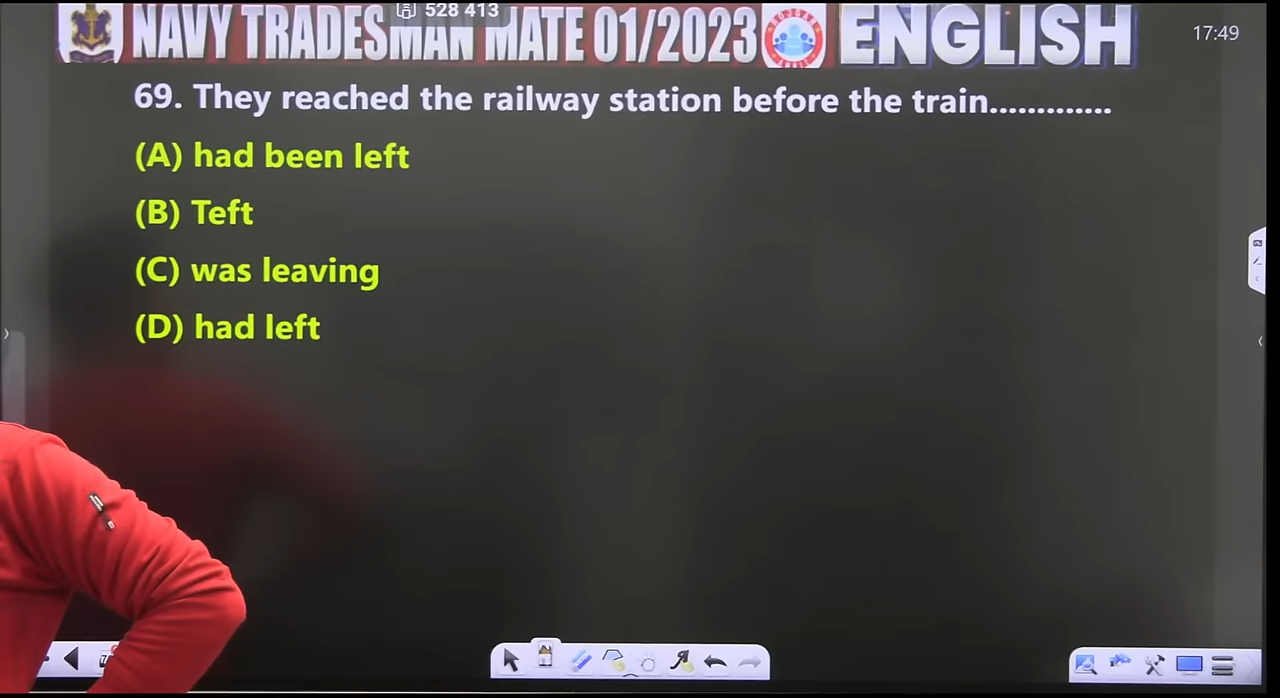 528 413
NAVY TRADESMAN MATE 01/2023 ENGLISH
17:49
69. They reached the railway station before the train.............
(A) had been left
(B) Teft
(C) was leaving
(D) had left